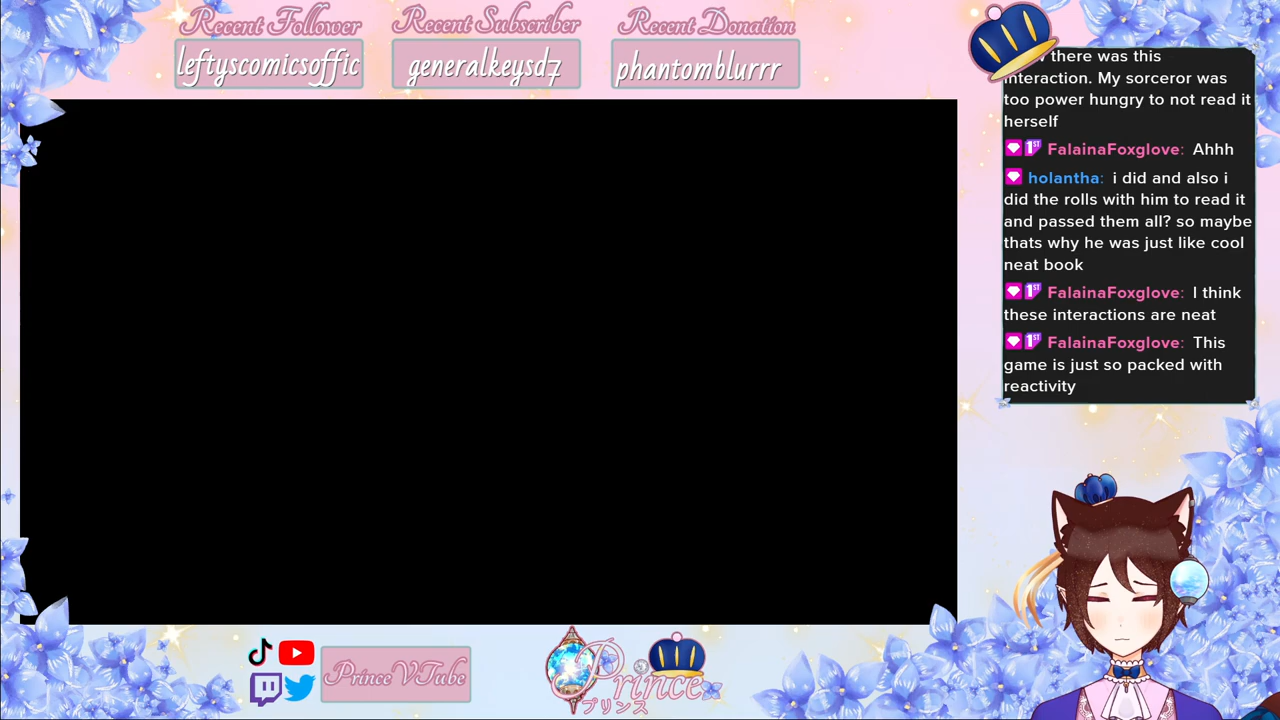 Recent Follower
leftyscomicsoffic
Recent Subscriber
generalkeysd7
Recent Donation
phantomblurrr
there was this
interaction. My sorceror was
too power hungry to not read it
herself
1ST FalainaFoxglove: Ahhh
holantha: i did and also i
did the rolls with him to read it
and passed them all? so maybe
thats why he was just like cool
neat book
1ST FalainaFoxglove: I think
these interactions are neat
1ST FalainaFoxglove: This
game is just so packed with
reactivity
Prince VTube
Prince
プリンス